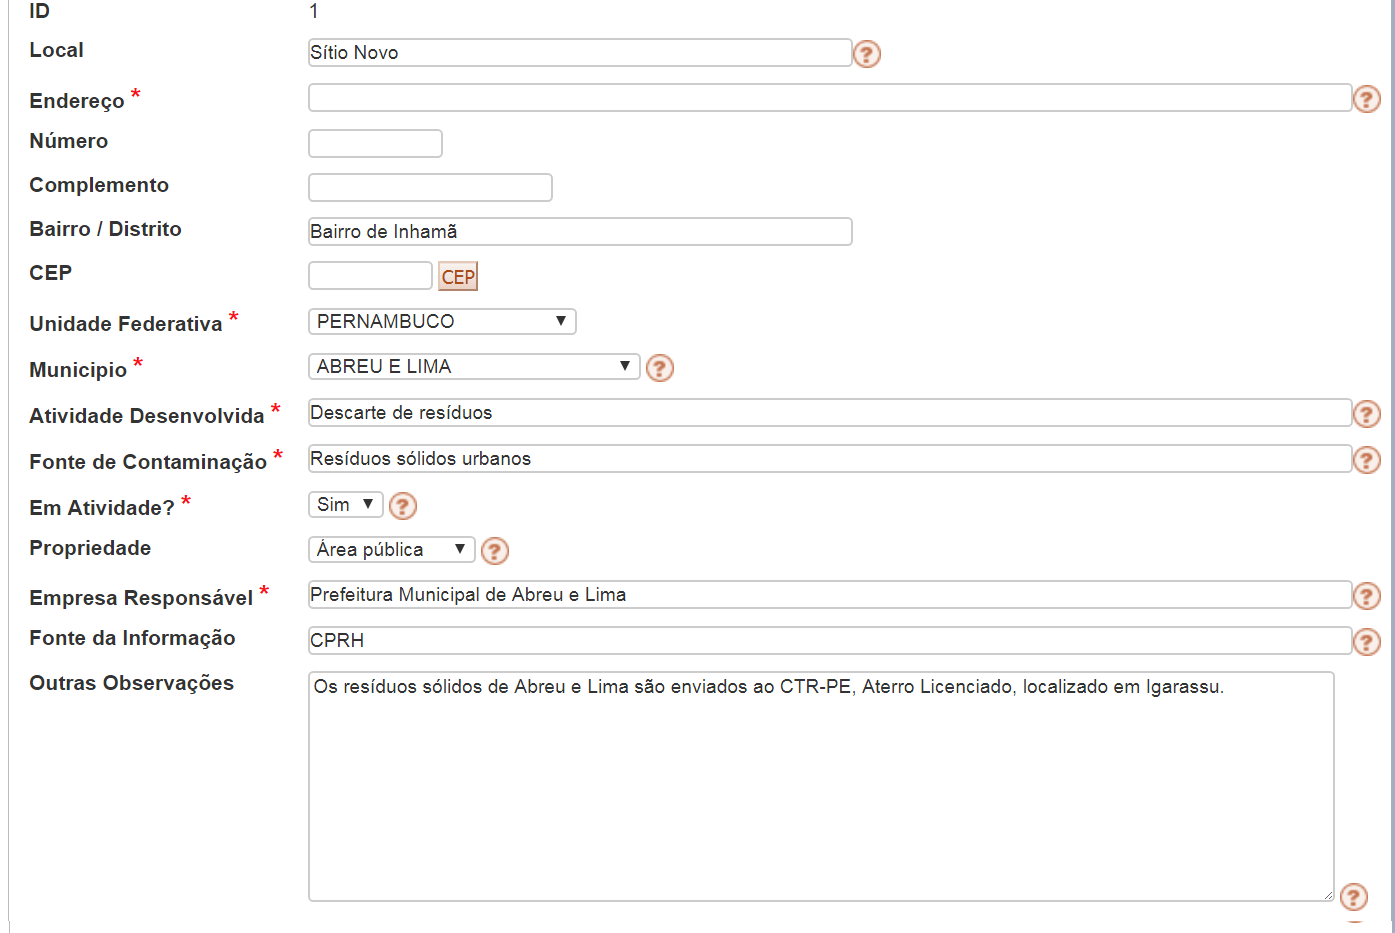 ID 1
Local Sítio Novo ?
Endereço * ?
Número
Complemento
Bairro / Distrito Bairro de Inhamã
CEP CEP
Unidade Federativa * PERNAMBUCO ▼
Municipio * ABREU E LIMA ▼ ?
Atividade Desenvolvida * Descarte de resíduos ?
Fonte de Contaminação * Resíduos sólidos urbanos ?
Em Atividade? * Sim ▼ ?
Propriedade Área pública ▼ ?
Empresa Responsável * Prefeitura Municipal de Abreu e Lima ?
Fonte da Informação CPRH ?
Outras Observações Os resíduos sólidos de Abreu e Lima são enviados ao CTR-PE, Aterro Licenciado, localizado em Igarassu.
?